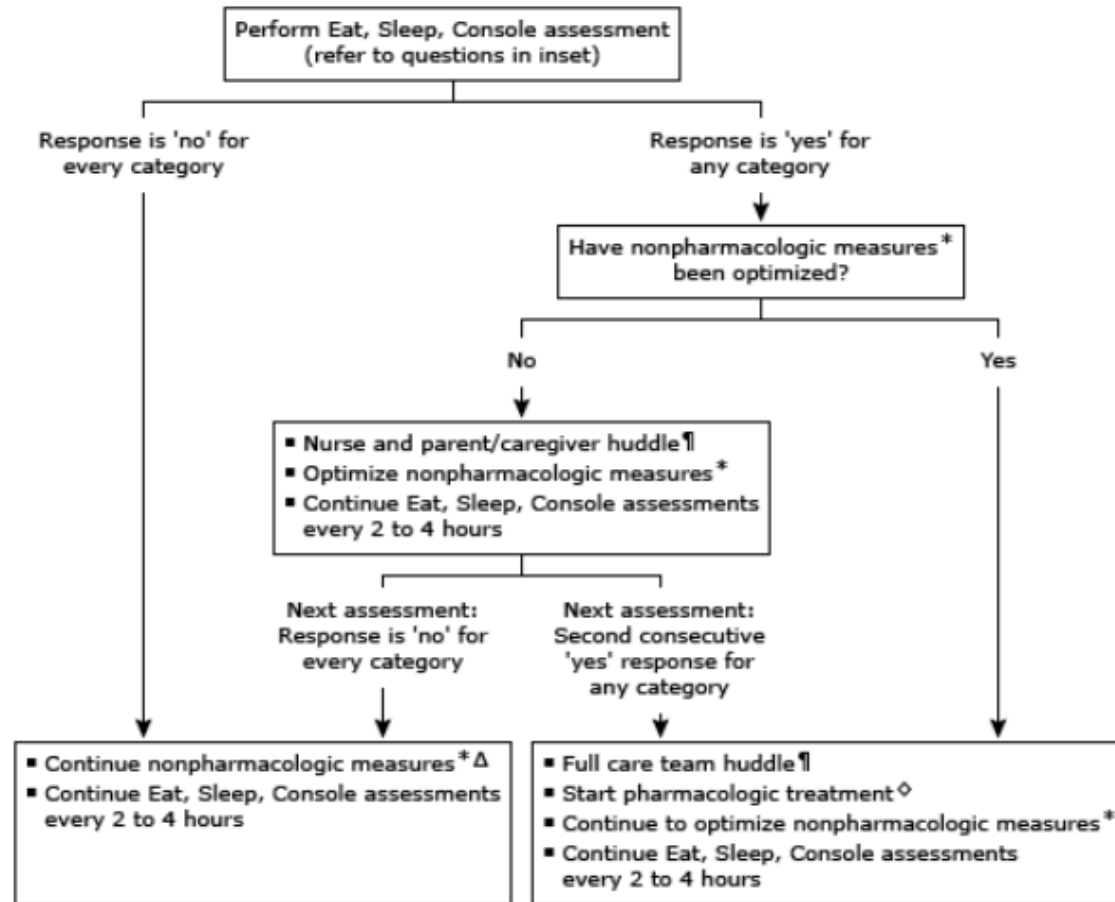 Perform Eat, Sleep, Console assessment
(refer to questions in inset)
Response is 'no' for
every category
Response is 'yes' for
any category
Have nonpharmacologic measures*
been optimized?
No
Yes
▪ Nurse and parent/caregiver huddle¶
▪ Optimize nonpharmacologic measures*
▪ Continue Eat, Sleep, Console assessments
every 2 to 4 hours
Next assessment:
Response is 'no' for
every category
Next assessment:
Second consecutive
'yes' response for
any category
▪ Continue nonpharmacologic measures*Δ
▪ Continue Eat, Sleep, Console assessments
every 2 to 4 hours
▪ Full care team huddle¶
▪ Start pharmacologic treatment◇
▪ Continue to optimize nonpharmacologic measures*
▪ Continue Eat, Sleep, Console assessments
every 2 to 4 hours